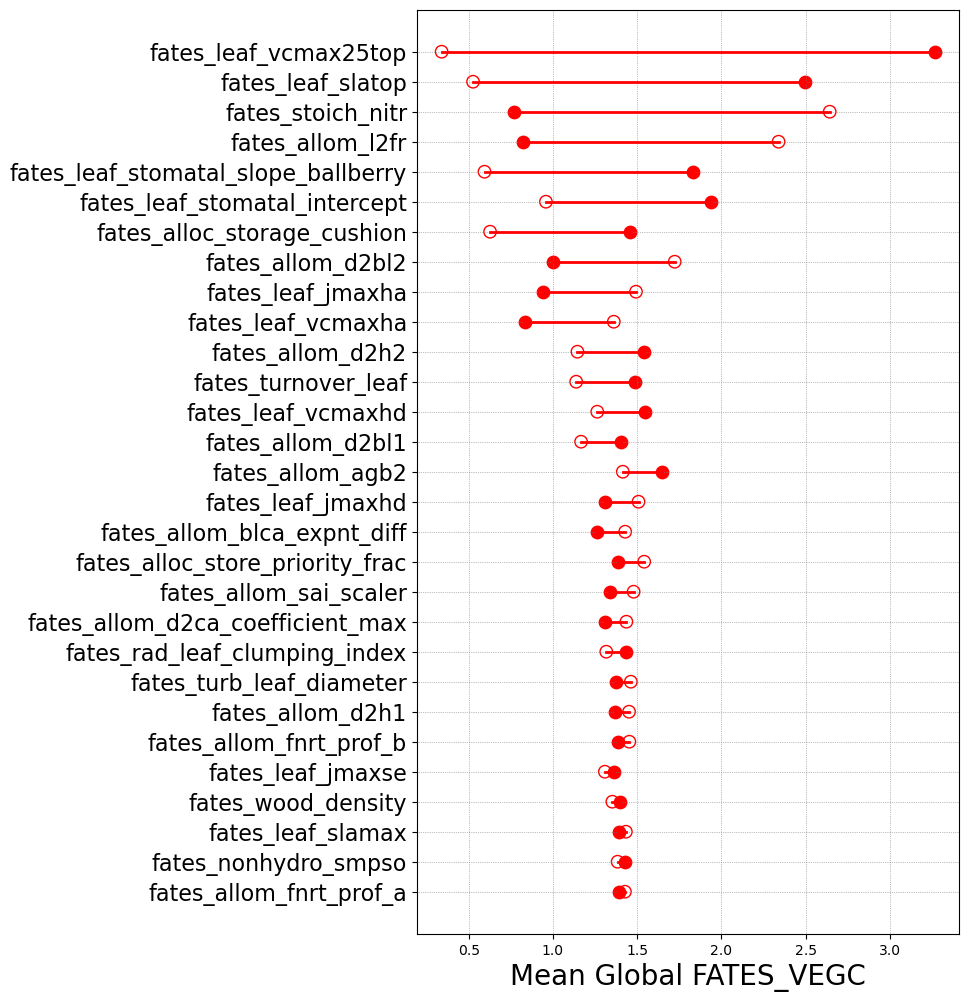 fates_leaf_vcmax25top
fates_leaf_slatop
fates_stoich_nitr
fates_allom_l2fr
fates_leaf_stomatal_slope_ballberry
fates_leaf_stomatal_intercept
fates_alloc_storage_cushion
fates_allom_d2bl2
fates_leaf_jmaxha
fates_leaf_vcmaxha
fates_allom_d2h2
fates_turnover_leaf
fates_leaf_vcmaxhd
fates_allom_d2bl1
fates_allom_agb2
fates_leaf_jmaxhd
fates_allom_blca_expnt_diff
fates_alloc_store_priority_frac
fates_allom_sai_scaler
fates_allom_d2ca_coefficient_max
fates_rad_leaf_clumping_index
fates_turb_leaf_diameter
fates_allom_d2h1
fates_allom_fnrt_prof_b
fates_leaf_jmaxse
fates_wood_density
fates_leaf_slamax
fates_nonhydro_smpso
fates_allom_fnrt_prof_a
0.5 1.0 1.5 2.0 2.5 3.0
Mean Global FATES_VEGC